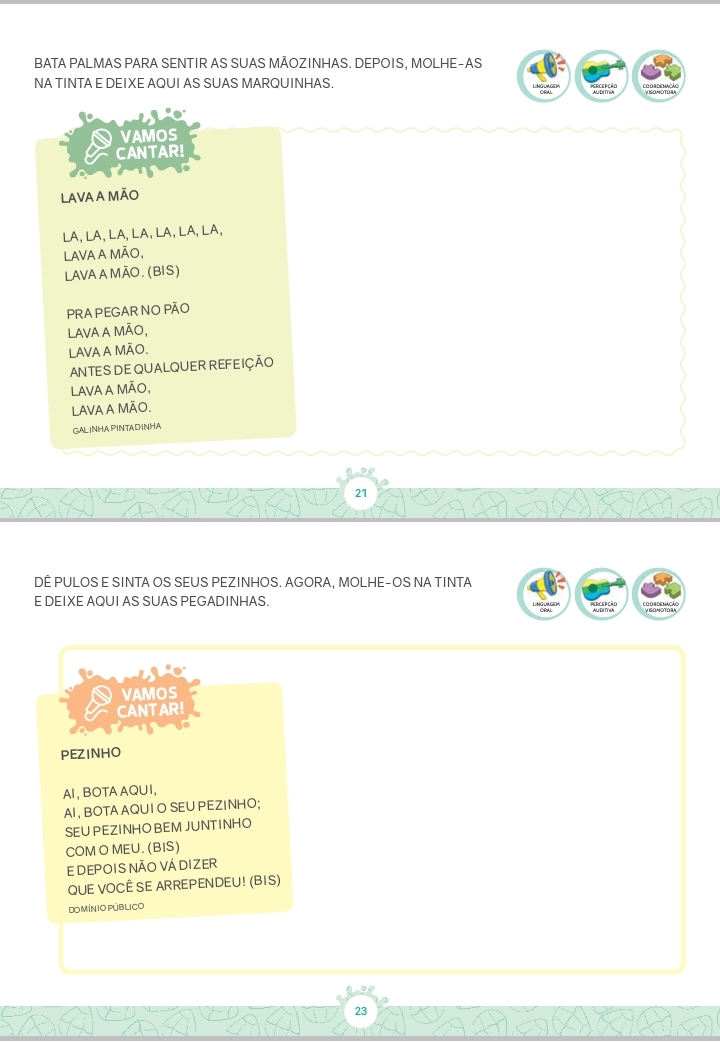 BATA PALMAS PARA SENTIR AS SUAS MÃOZINHAS. DEPOIS, MOLHE-AS
NA TINTA E DEIXE AQUI AS SUAS MARQUINHAS.
LINGUAGEM
ORAL
PERCEPÇÃO
AUDITIVA
COORDENAÇÃO
VISOMOTORA
VAMOS
CANTAR!
LAVA A MÃO
LA, LA, LA, LA, LA, LA, LA,
LAVA A MÃO,
LAVA A MÃO. (BIS)
PRA PEGAR NO PÃO
LAVA A MÃO,
LAVA A MÃO.
ANTES DE QUALQUER REFEIÇÃO
LAVA A MÃO,
LAVA A MÃO.
GALINHA PINTADINHA
21
DÊ PULOS E SINTA OS SEUS PEZINHOS. AGORA, MOLHE-OS NA TINTA
E DEIXE AQUI AS SUAS PEGADINHAS.
LINGUAGEM
ORAL
PERCEPÇÃO
AUDITIVA
COORDENAÇÃO
VISOMOTORA
VAMOS
CANTAR!
PEZINHO
AI, BOTA AQUI,
AI, BOTA AQUI O SEU PEZINHO;
SEU PEZINHO BEM JUNTINHO
COM O MEU. (BIS)
E DEPOIS NÃO VÁ DIZER
QUE VOCÊ SE ARREPENDEU! (BIS)
DOMÍNIO PÚBLICO
23